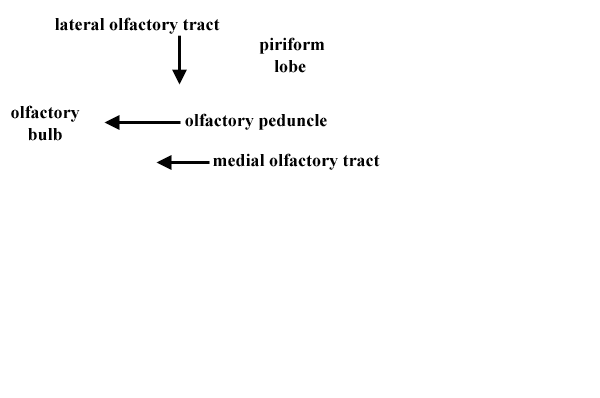 lateral olfactory tract
piriform
lobe
olfactory
bulb
olfactory peduncle
medial olfactory tract